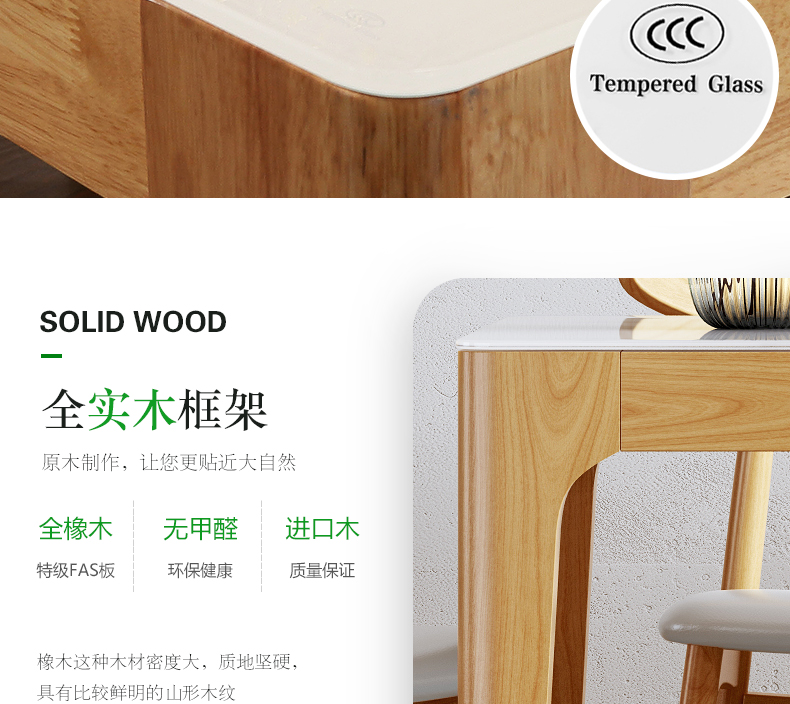 CCC
Tempered Glass
SOLID WOOD
全实木框架
原木制作，让您更贴近大自然
全橡木 无甲醛 进口木
特级FAS板 环保健康 质量保证
橡木这种木材密度大，质地坚硬，
具有比较鲜明的山形木纹